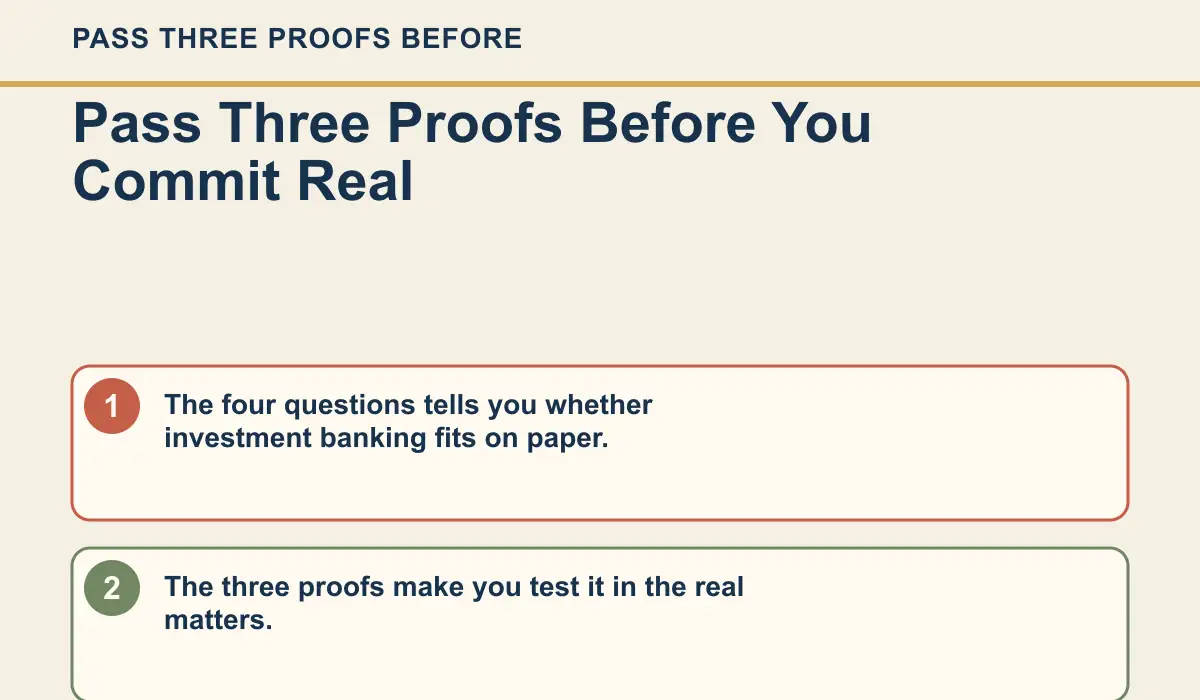 PASS THREE PROOFS BEFORE
Pass Three Proofs Before You
Commit Real
1
The four questions tells you whether
investment banking fits on paper.
2
The three proofs make you test it in the real
matters.